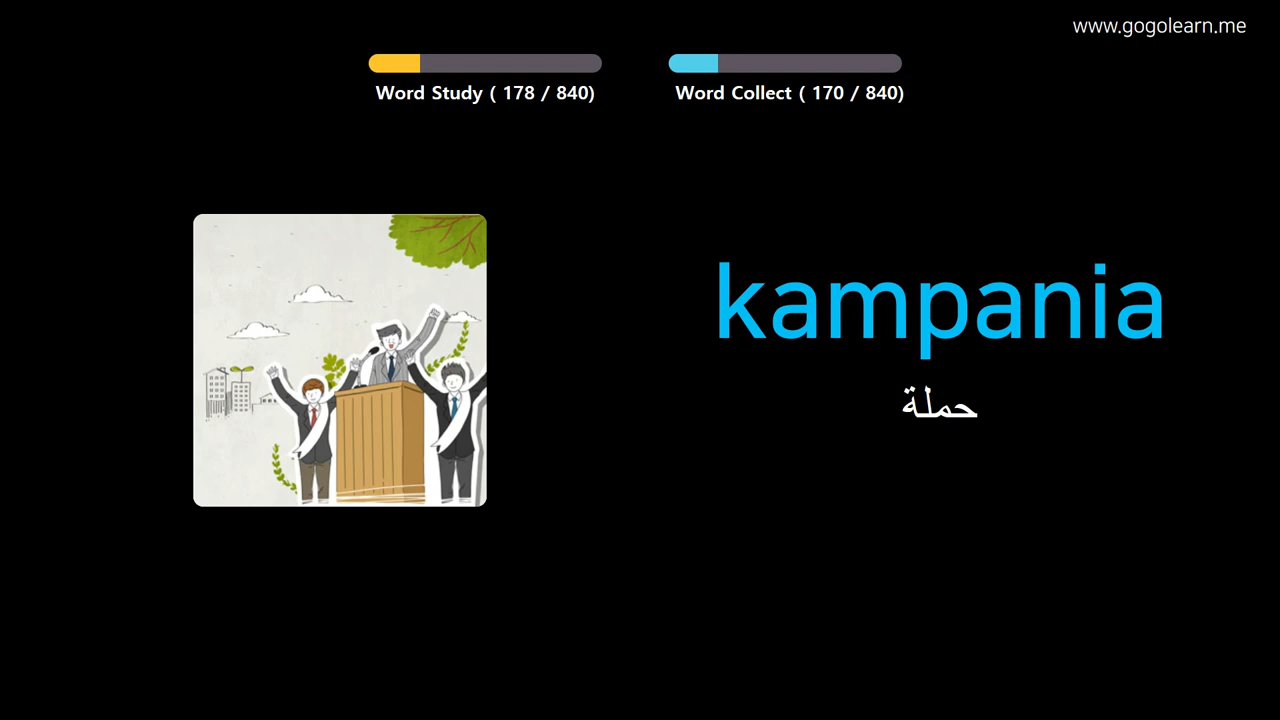 www.gogolearn.me
Word Study ( 178 / 840)
Word Collect ( 170 / 840)
kampania
حملة